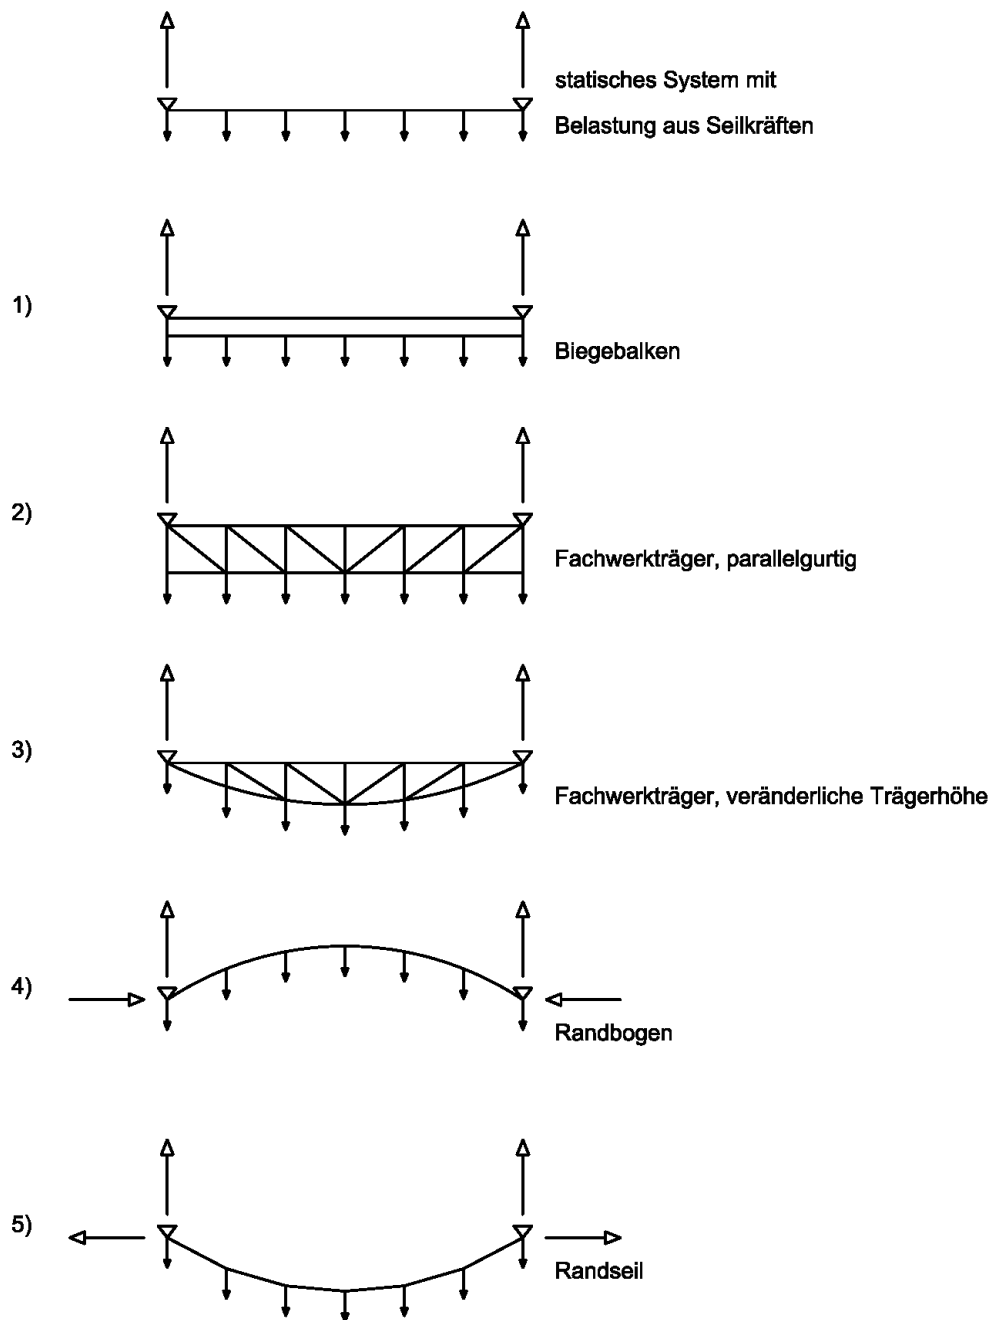 statisches System mit
Belastung aus Seilkräften
1)
Biegebalken
2)
Fachwerkträger, parallelgurtig
3)
Fachwerkträger, veränderliche Trägerhöhe
4)
Randbogen
5)
Randseil